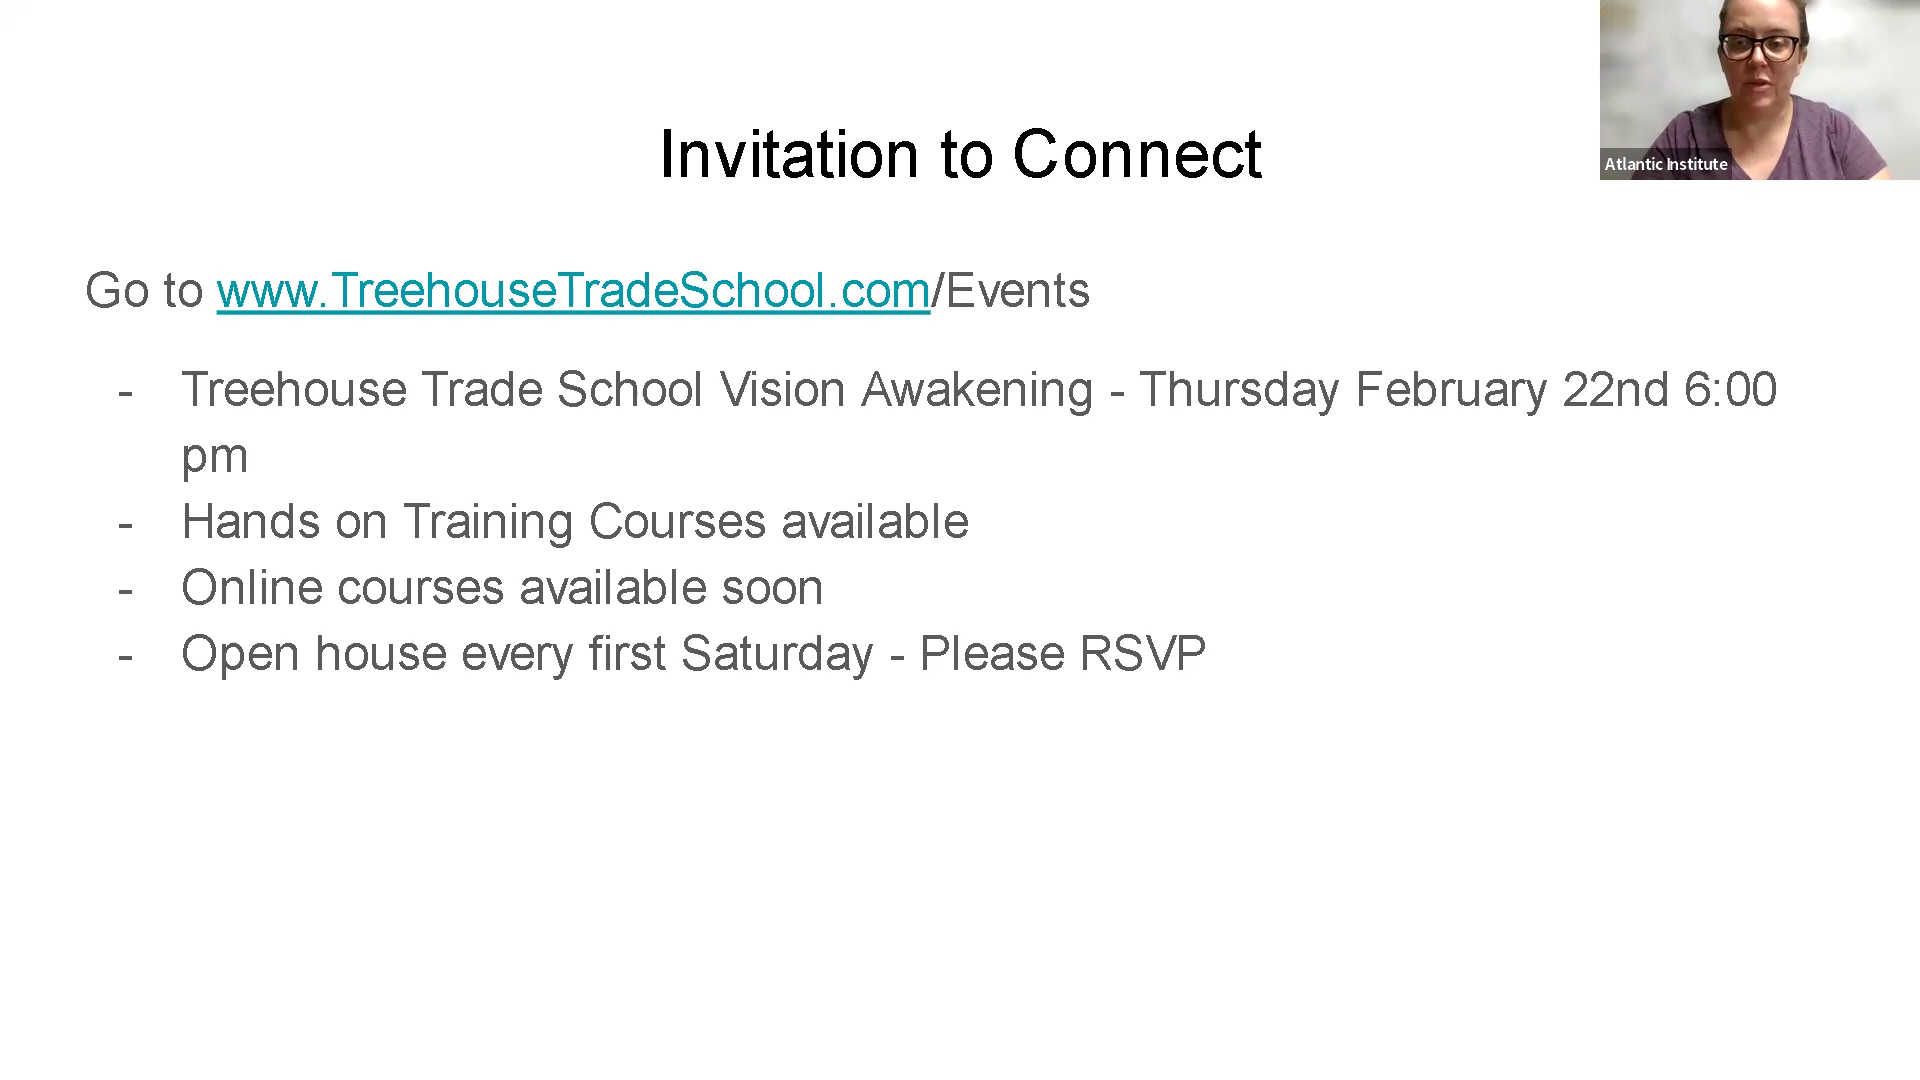 Invitation to Connect
Atlantic Institute
Go to www.TreehouseTradeSchool.com/Events
- Treehouse Trade School Vision Awakening - Thursday February 22nd 6:00
pm
- Hands on Training Courses available
- Online courses available soon
- Open house every first Saturday - Please RSVP